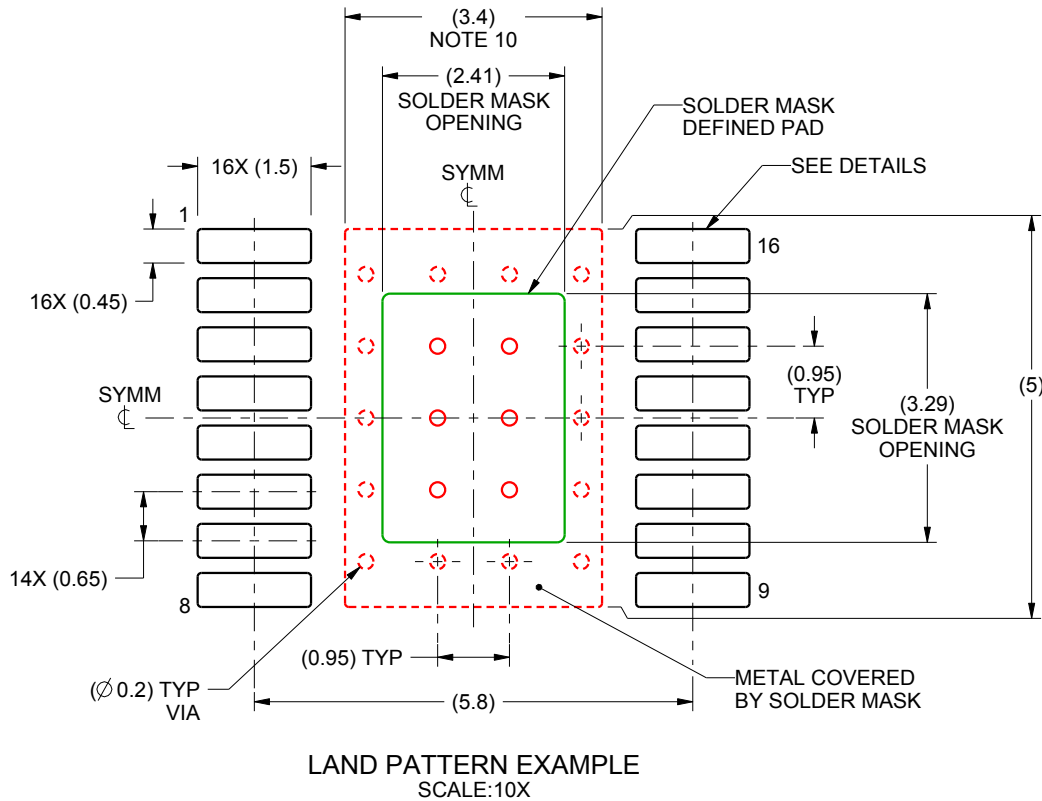 (3.4)
NOTE 10
(2.41)
SOLDER MASK
OPENING
SOLDER MASK
DEFINED PAD
16X (1.5)
SYMM
℄
SEE DETAILS
1
16
16X (0.45)
SYMM
℄
(0.95)
TYP
(3.29)
SOLDER MASK
OPENING
(5)
14X (0.65)
8
9
(0.95) TYP
(∅ 0.2) TYP
VIA
(5.8)
METAL COVERED
BY SOLDER MASK
LAND PATTERN EXAMPLE
SCALE:10X